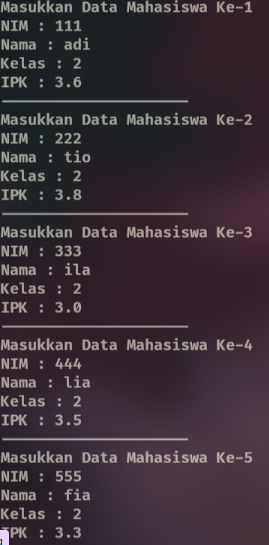 Masukkan Data Mahasiswa Ke-1
NIM : 111
Nama : adi
Kelas : 2
IPK : 3.6
Masukkan Data Mahasiswa Ke-2
NIM : 222
Nama : tio
Kelas : 2
IPK : 3.8
Masukkan Data Mahasiswa Ke-3
NIM : 333
Nama : ila
Kelas : 2
IPK : 3.0
Masukkan Data Mahasiswa Ke-4
NIM : 444
Nama : lia
Kelas : 2
IPK : 3.5
Masukkan Data Mahasiswa Ke-5
NIM : 555
Nama : fia
Kelas : 2
IPK : 3.3